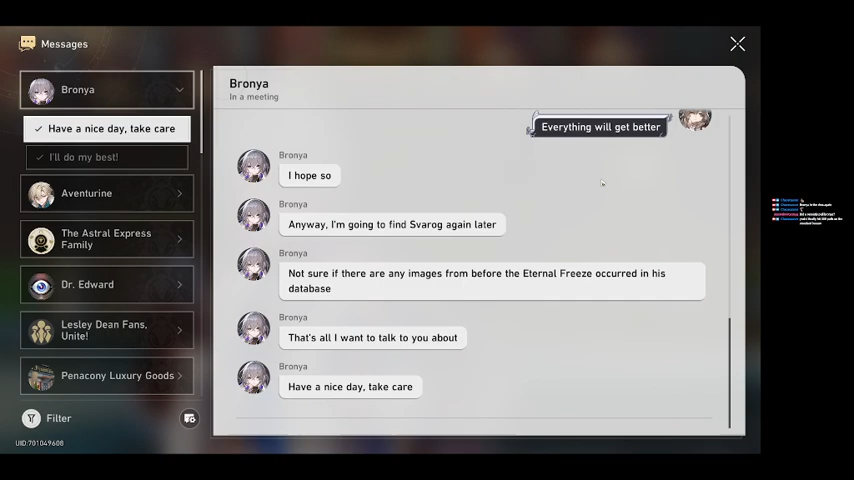 Messages
Bronya
Have a nice day, take care
I'll do my best!
Aventurine
The Astral Express
Family
Dr. Edward
Lesley Dean Fans,
Unite!
Penacony Luxury Goods
Filter
UID:701049608
Bronya
In a meeting
Everything will get better
Bronya
I hope so
Bronya
Anyway, I'm going to find Svarog again later
Bronya
Not sure if there are any images from before the Eternal Freeze occurred in his
database
Bronya
That's all I want to talk to you about
Bronya
Have a nice day, take care